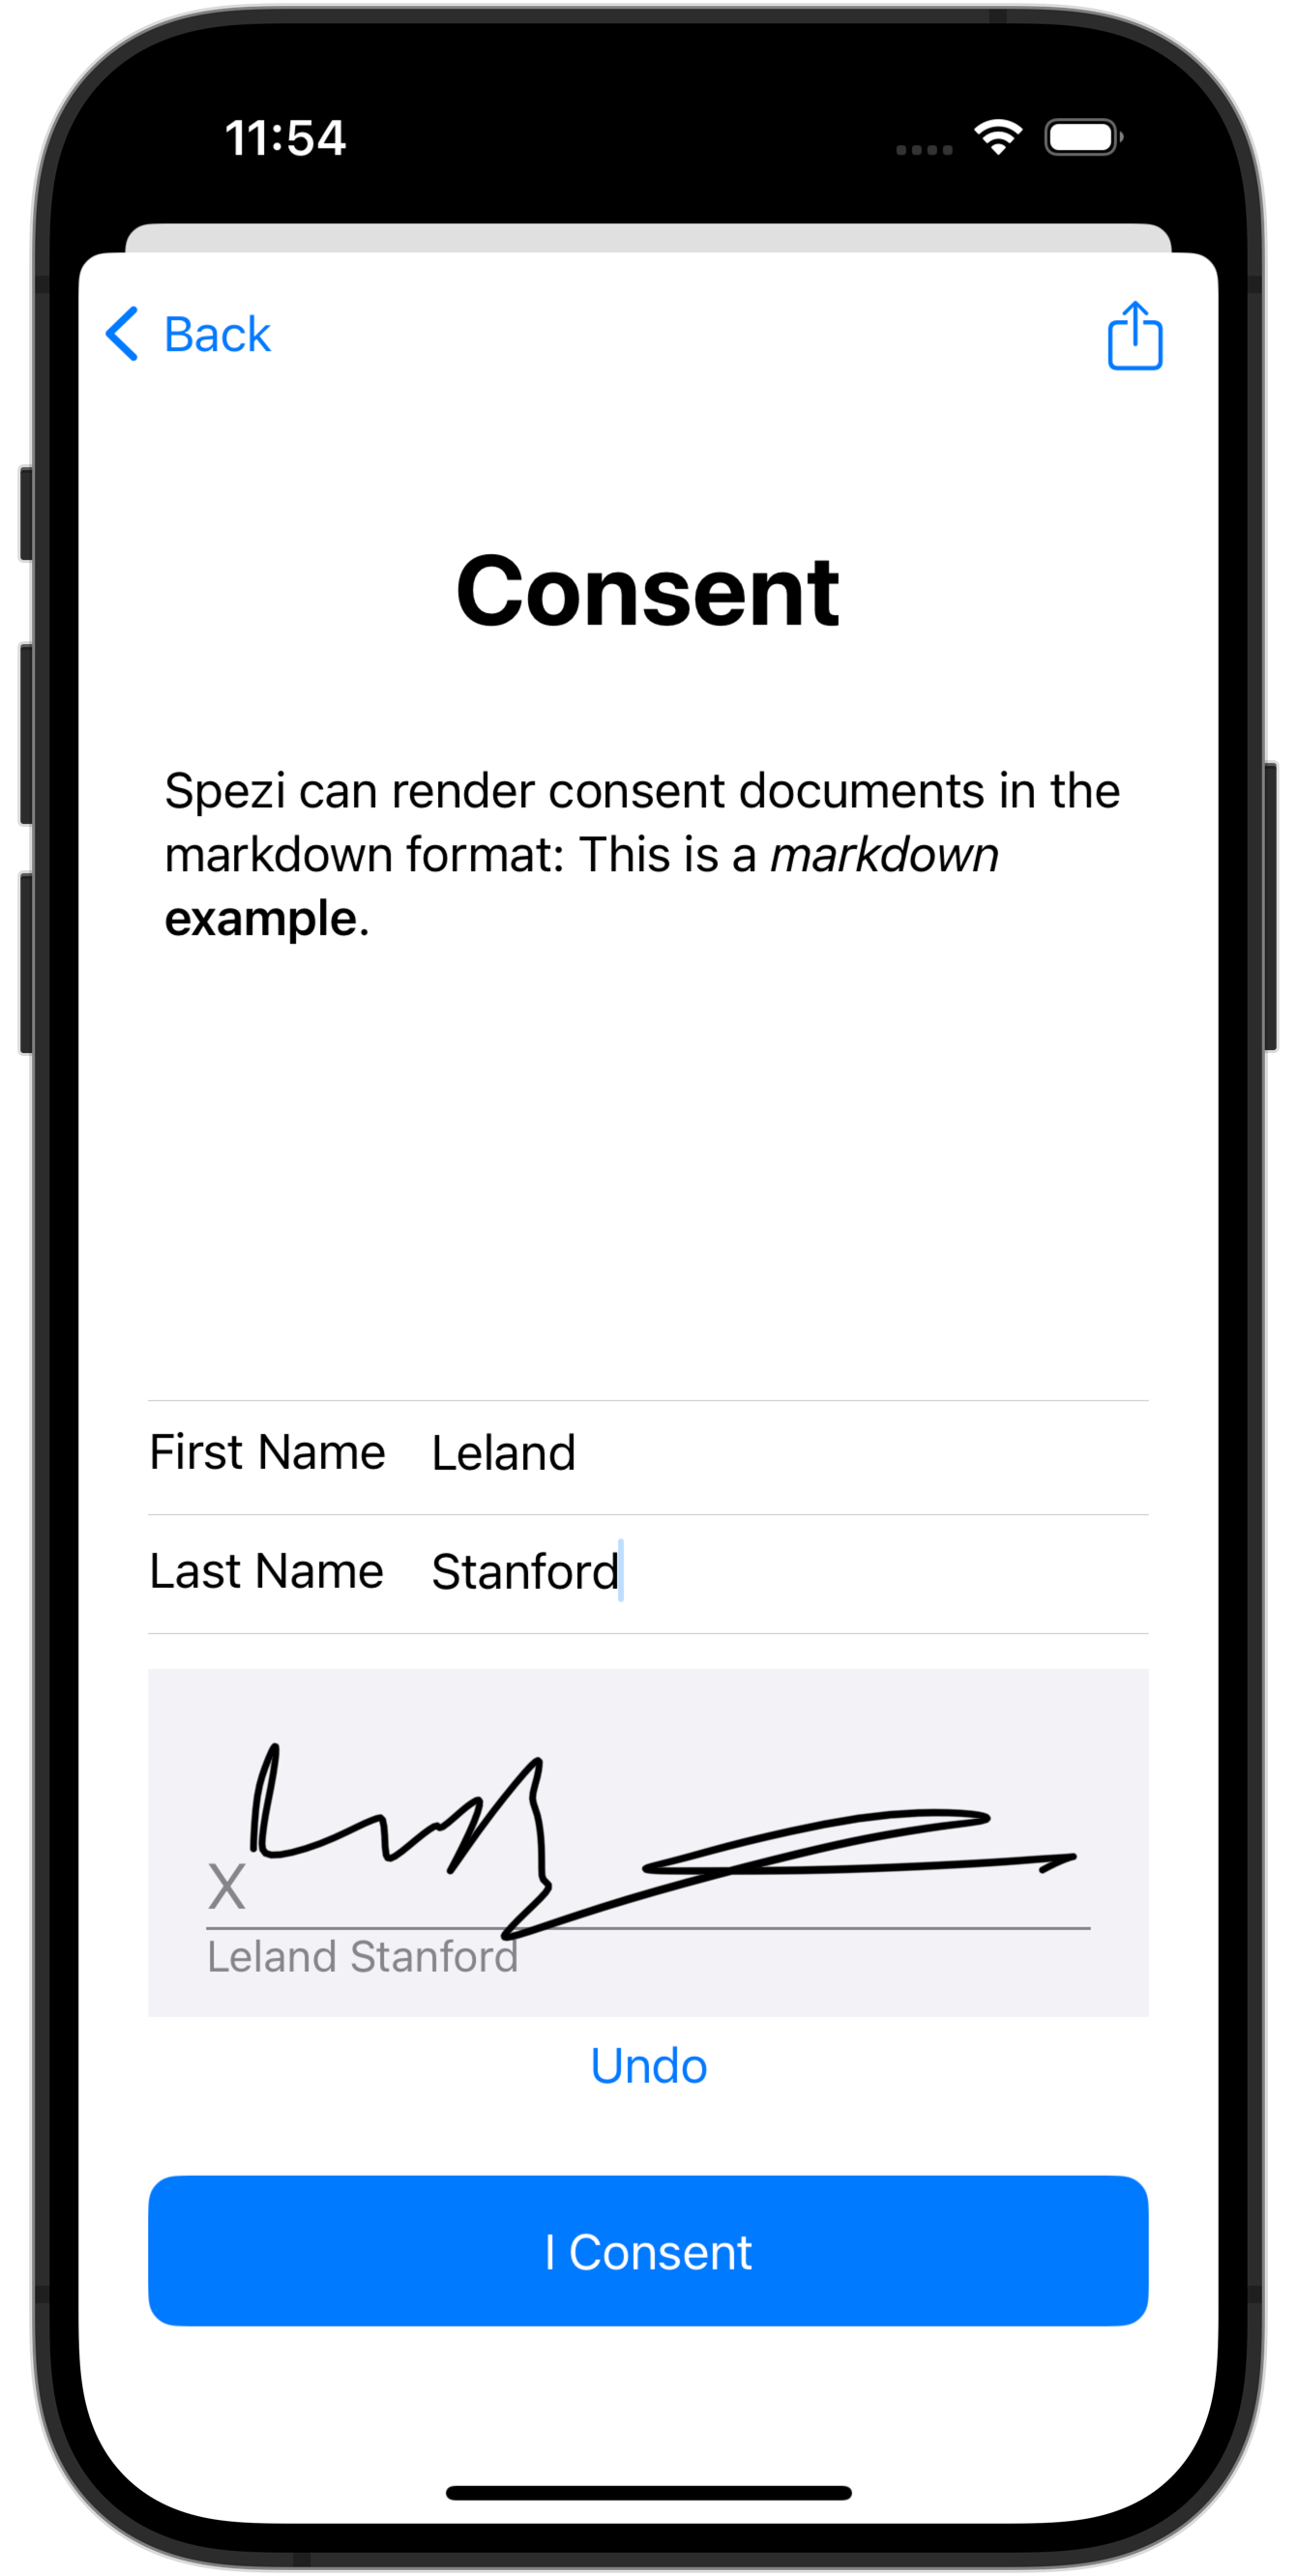 11:54
Back
Consent
Spezi can render consent documents in the
markdown format: This is a markdown
example.
First Name Leland
Last Name Stanford
X
Leland Stanford
Undo
I Consent